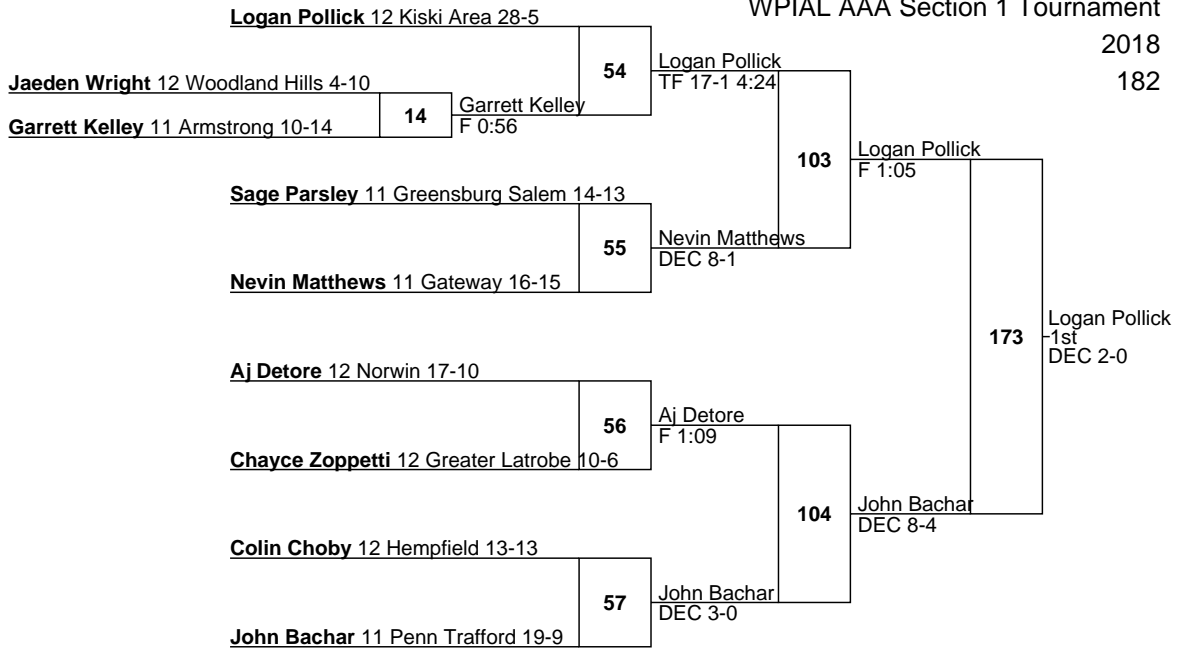 WPIAL AAA Section 1 Tournament
2018
182
Logan Pollick 12 Kiski Area 28-5
54
Logan Pollick
TF 17-1 4:24
Jaeden Wright 12 Woodland Hills 4-10
14
Garrett Kelley
F 0:56
Garrett Kelley 11 Armstrong 10-14
103
Logan Pollick
F 1:05
Sage Parsley 11 Greensburg Salem 14-13
55
Nevin Matthews
DEC 8-1
Nevin Matthews 11 Gateway 16-15
173
Logan Pollick
1st
DEC 2-0
Aj Detore 12 Norwin 17-10
56
Aj Detore
F 1:09
Chayce Zoppetti 12 Greater Latrobe 10-6
104
John Bachar
DEC 8-4
Colin Choby 12 Hempfield 13-13
57
John Bachar
DEC 3-0
John Bachar 11 Penn Trafford 19-9